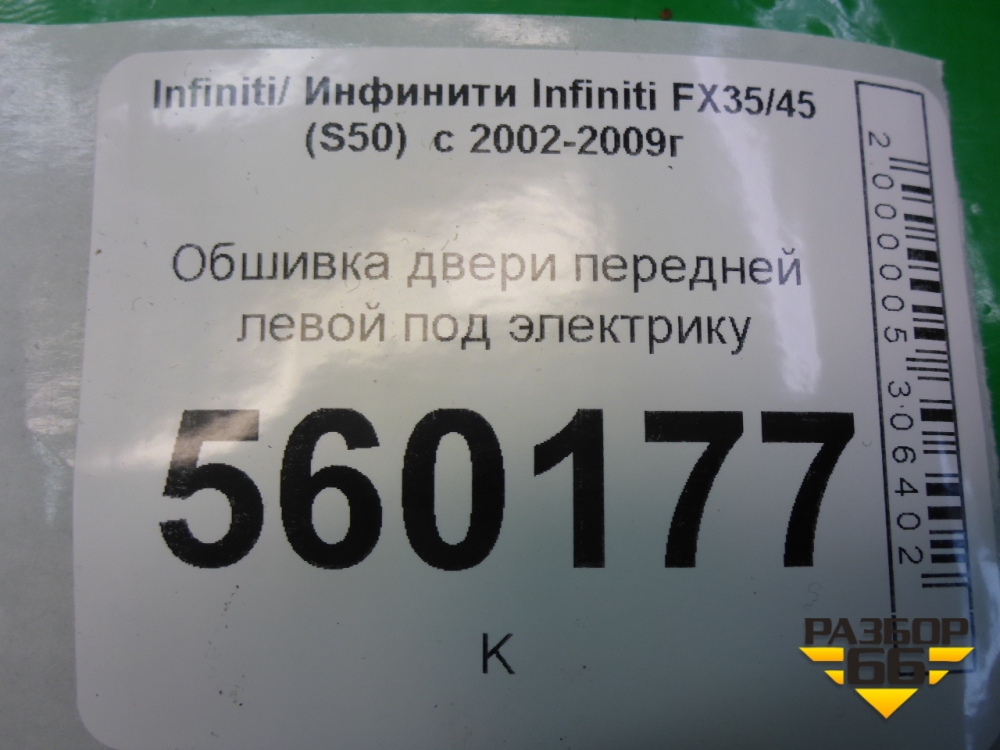 Infiniti/ Инфинити Infiniti FX35/45
(S50) с 2002-2009г
Обшивка двери передней
левой под электрику
560177
К
2000005306402
РАЗБОР
66